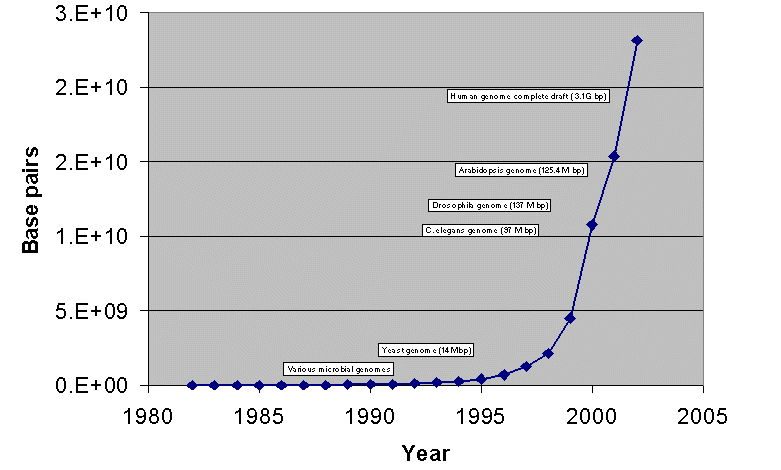 3.E+10
2.E+10
2.E+10
1.E+10
5.E+09
0.E+00
Base pairs
Human genome complete draft (3.1G bp)
Arabidopsis genome (125.4 M bp)
Drosophila genome (137 M bp)
C. elegans genome (97 M bp)
Yeast genome (14 Mbp)
Various microbial genomes
1980 1985 1990 1995 2000 2005
Year